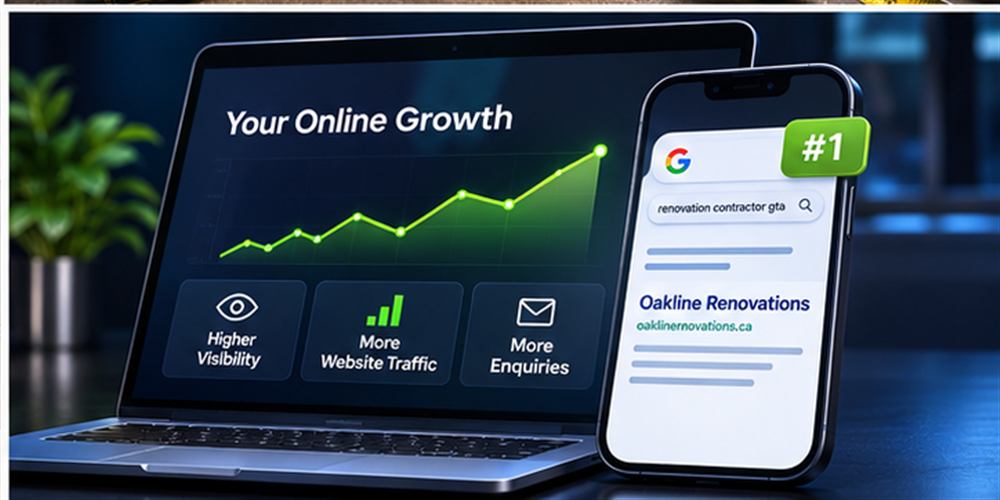 Your Online Growth
Higher
Visibility
More
Website Traffic
More
Enquiries
G
#1
renovation contractor gta
Oakline Renovations
oaklinernovations.ca